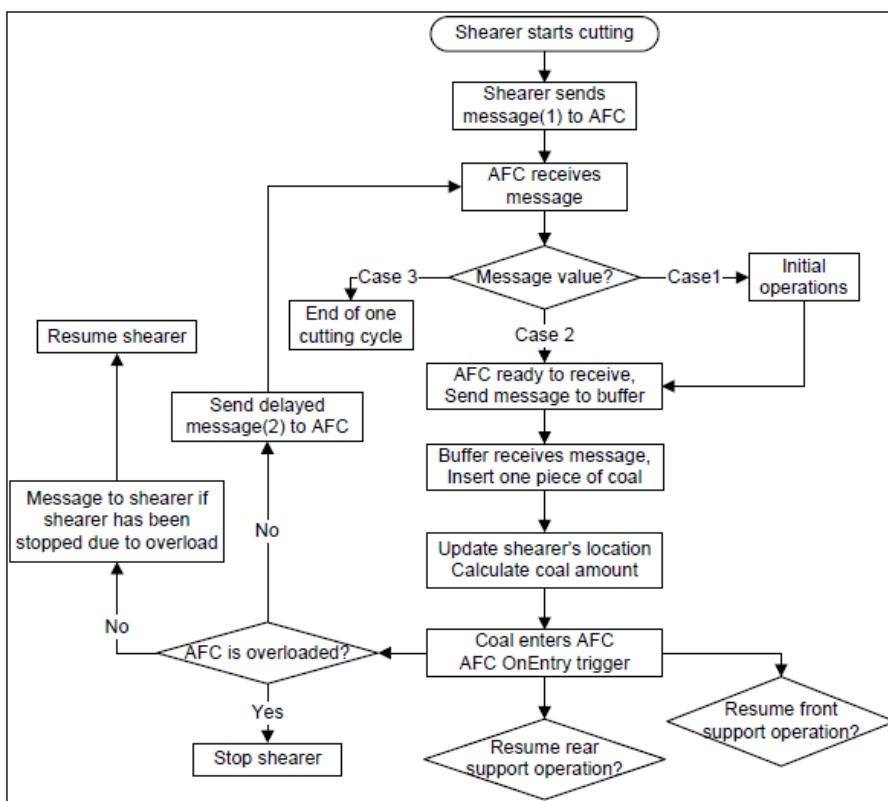 Shearer starts cutting
Shearer sends
message(1) to AFC
AFC receives
message
Case 3
Message value?
Case1
Initial
operations
End of one
cutting cycle
Case 2
Resume shearer
AFC ready to receive,
Send message to buffer
Send delayed
message(2) to AFC
Buffer receives message,
Insert one piece of coal
Message to shearer if
shearer has been
stopped due to overload
No
Update shearer's location
Calculate coal amount
No
AFC is overloaded?
Coal enters AFC
AFC OnEntry trigger
Yes
Stop shearer
Resume rear
support operation?
Resume front
support operation?